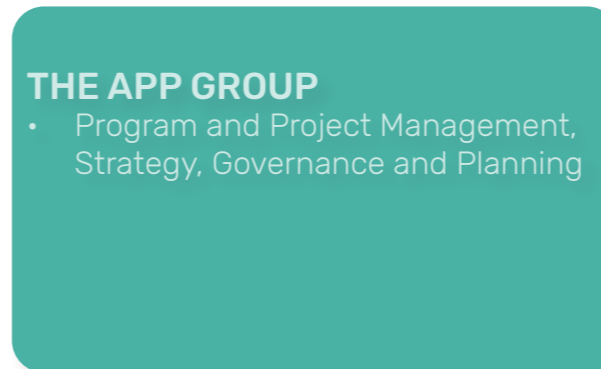 THE APP GROUP
• Program and Project Management,
Strategy, Governance and Planning